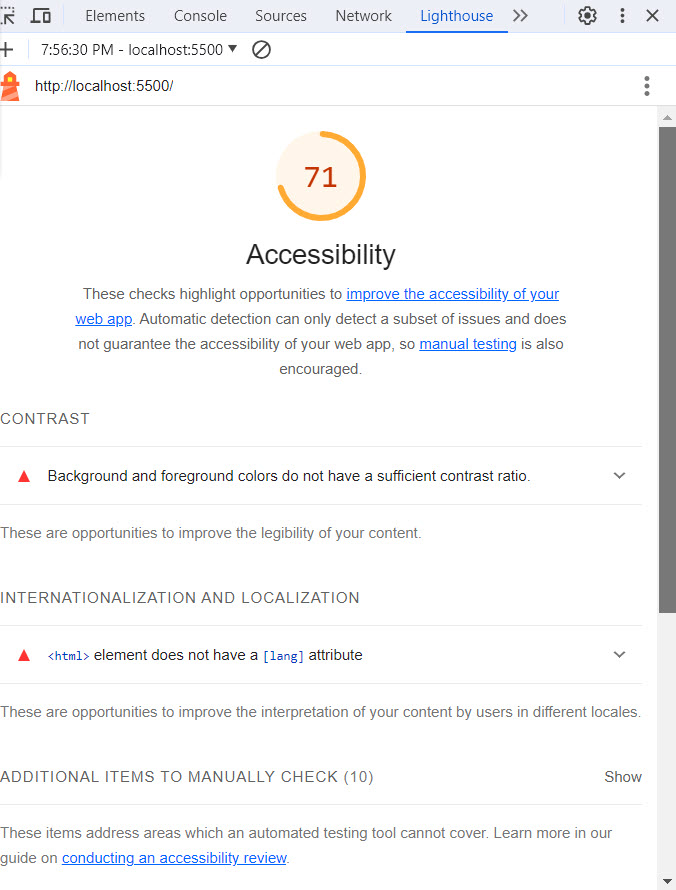 Elements Console Sources Network Lighthouse
7:56:30 PM - localhost:5500
http://localhost:5500/
71
Accessibility
These checks highlight opportunities to improve the accessibility of your
web app. Automatic detection can only detect a subset of issues and does
not guarantee the accessibility of your web app, so manual testing is also
encouraged.
CONTRAST
Background and foreground colors do not have a sufficient contrast ratio.
These are opportunities to improve the legibility of your content.
INTERNATIONALIZATION AND LOCALIZATION
<html> element does not have a [lang] attribute
These are opportunities to improve the interpretation of your content by users in different locales.
ADDITIONAL ITEMS TO MANUALLY CHECK (10) Show
These items address areas which an automated testing tool cannot cover. Learn more in our
guide on conducting an accessibility review.